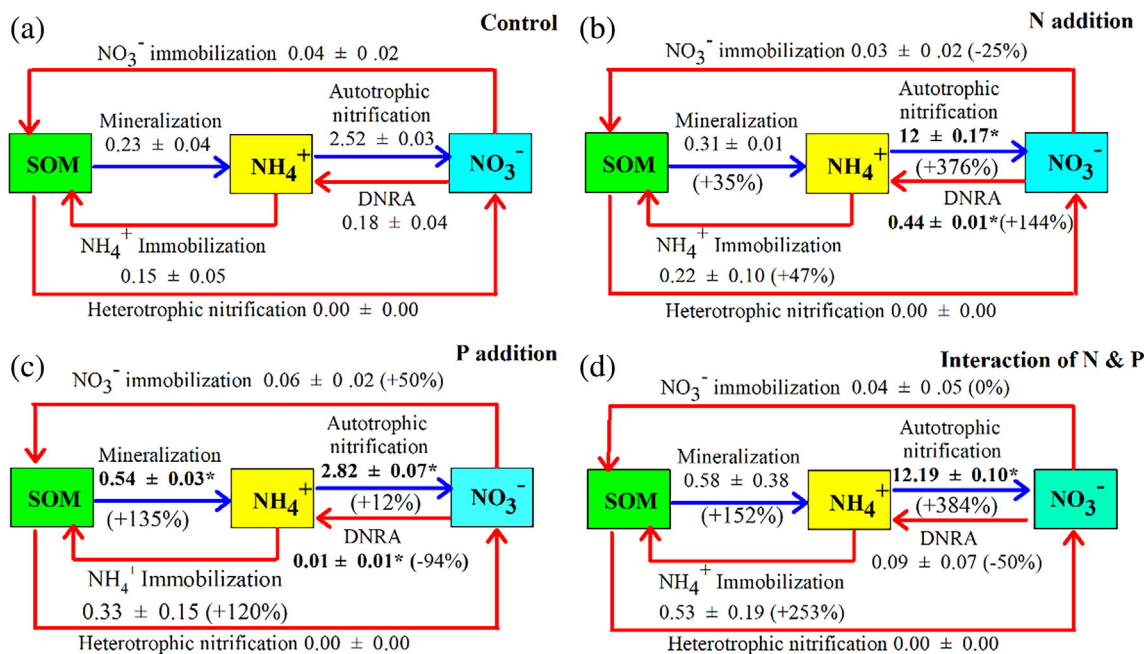 (a)
Control
NO₃⁻ immobilization 0.04 ± 0.02
Mineralization
0.23 ± 0.04
Autotrophic
nitrification
2.52 ± 0.03
SOM
NH₄⁺
NO₃⁻
DNRA
0.18 ± 0.04
NH₄⁺ Immobilization
0.15 ± 0.05
Heterotrophic nitrification 0.00 ± 0.00
(b)
N addition
NO₃⁻ immobilization 0.03 ± 0.02 (-25%)
Mineralization
0.31 ± 0.01
(+35%)
Autotrophic
nitrification
12 ± 0.17*
(+376%)
SOM
NH₄⁺
NO₃⁻
DNRA
0.44 ± 0.01* (+144%)
NH₄⁺ Immobilization
0.22 ± 0.10 (+47%)
Heterotrophic nitrification 0.00 ± 0.00
(c)
P addition
NO₃⁻ immobilization 0.06 ± 0.02 (+50%)
Mineralization
0.54 ± 0.03*
(+135%)
Autotrophic
nitrification
2.82 ± 0.07*
(+12%)
SOM
NH₄⁺
NO₃⁻
DNRA
0.01 ± 0.01* (-94%)
NH₄⁺ Immobilization
0.33 ± 0.15 (+120%)
Heterotrophic nitrification 0.00 ± 0.00
(d)
Interaction of N & P
NO₃⁻ immobilization 0.04 ± 0.05 (0%)
Mineralization
0.58 ± 0.38
(+152%)
Autotrophic
nitrification
12.19 ± 0.10*
(+384%)
SOM
NH₄⁺
NO₃⁻
DNRA
0.09 ± 0.07 (-50%)
NH₄⁺ Immobilization
0.53 ± 0.19 (+253%)
Heterotrophic nitrification 0.00 ± 0.00